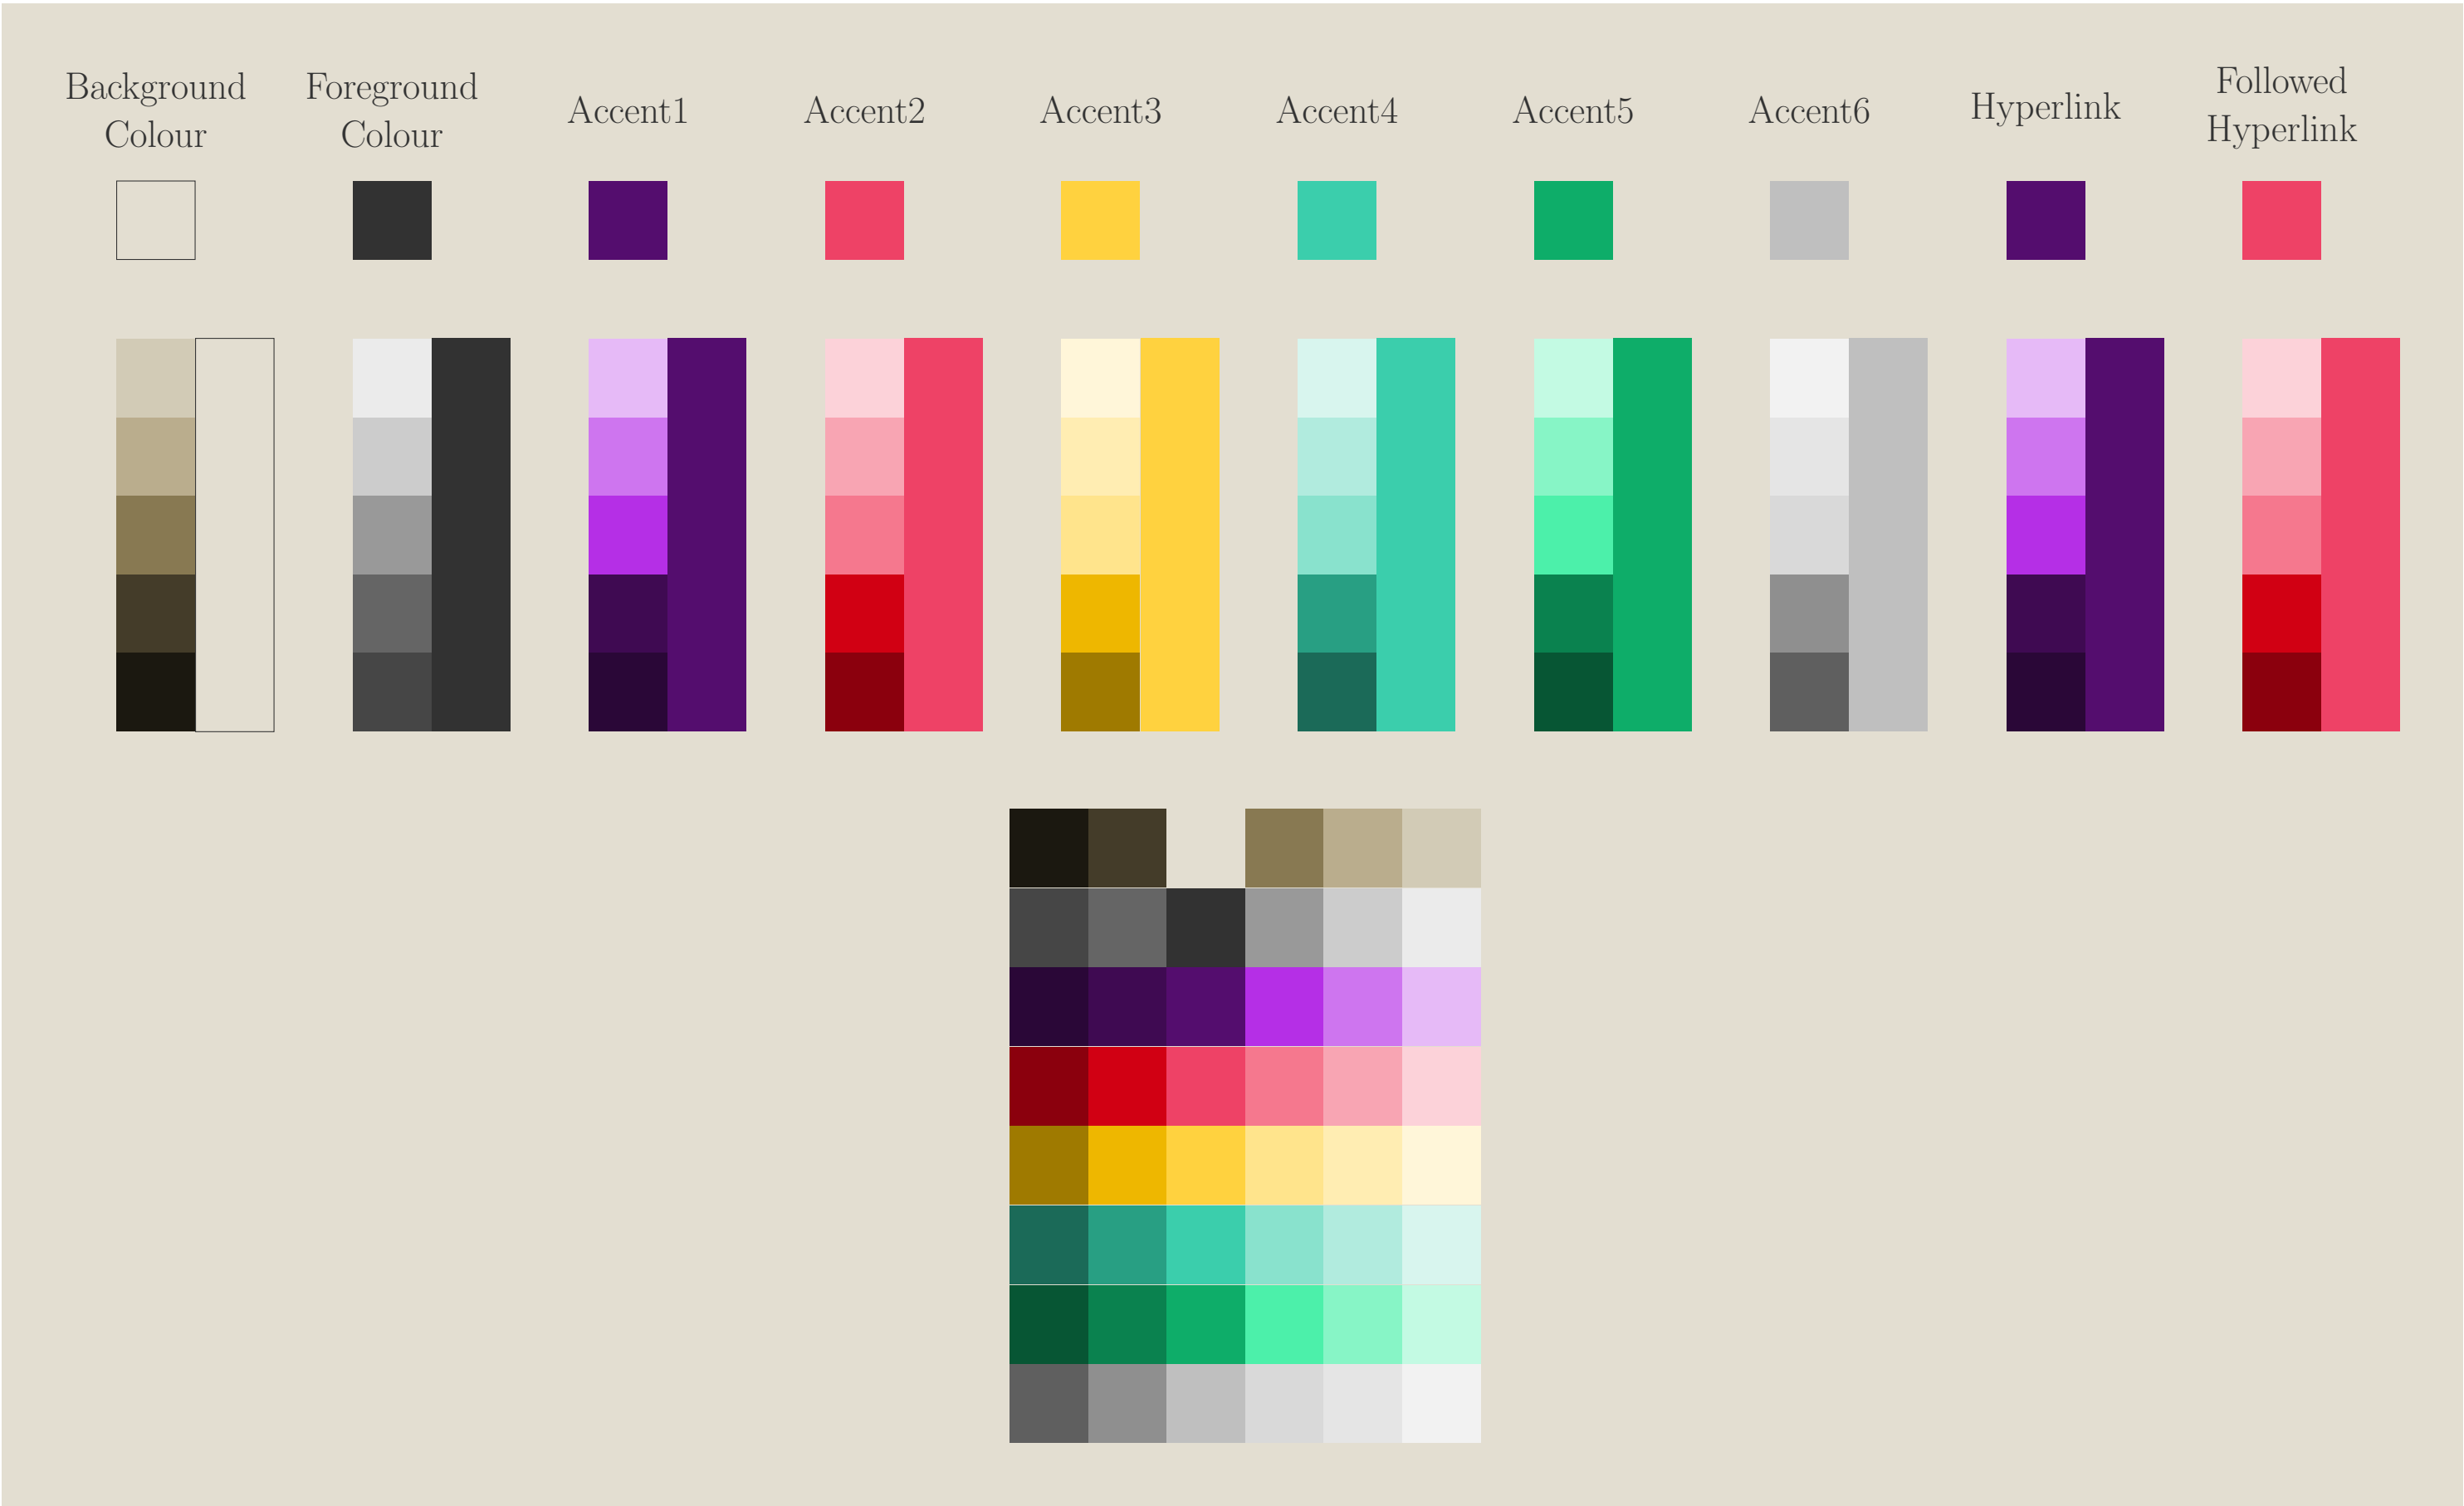 Background
Colour
Foreground
Colour
Accent1
Accent2
Accent3
Accent4
Accent5
Accent6
Hyperlink
Followed
Hyperlink